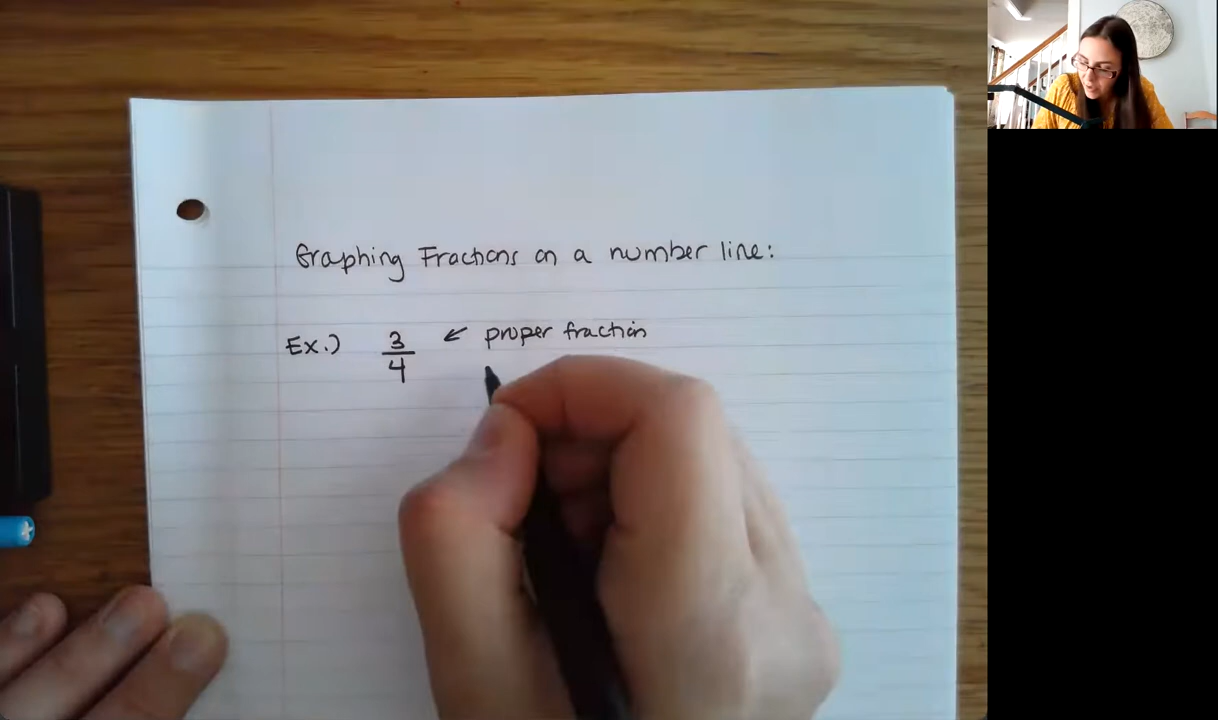 Graphing Fractions on a number line:
Ex.) 3/4 ← proper fraction